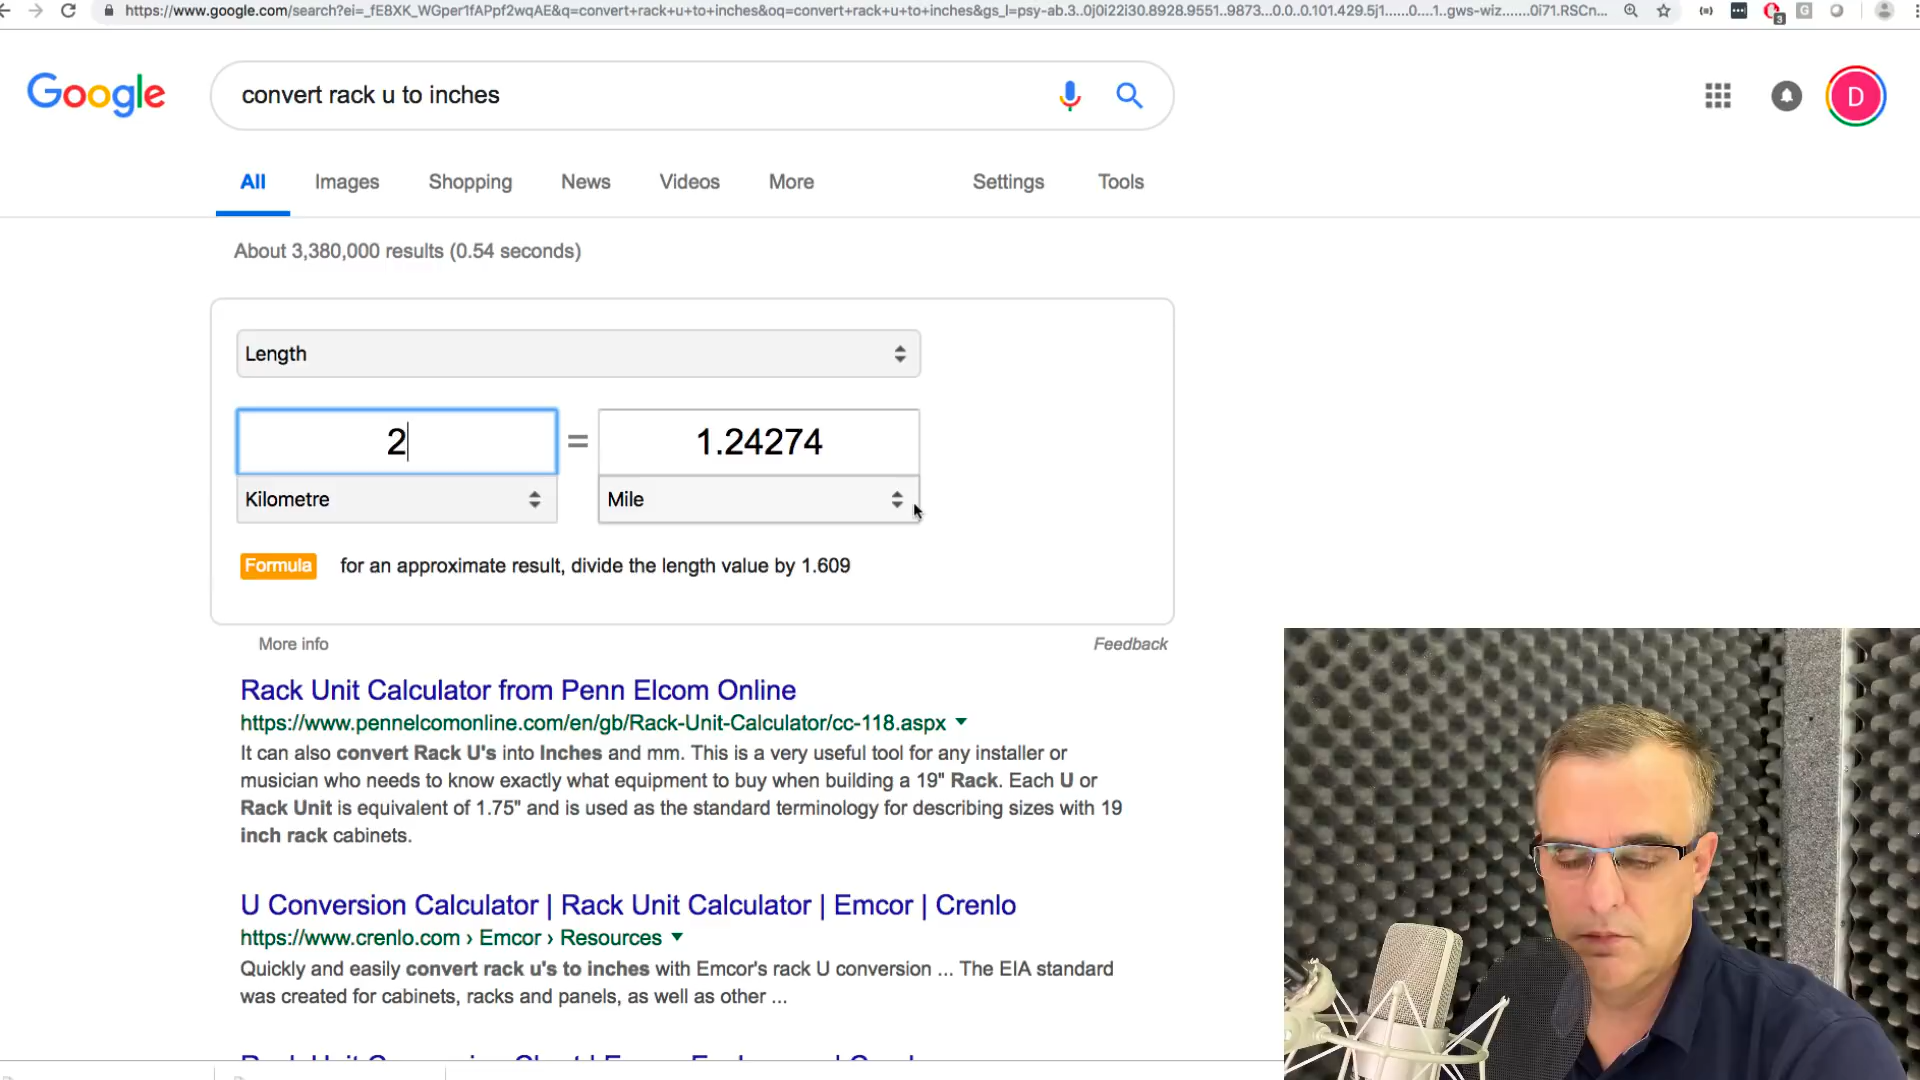 https://www.google.com/search?ei=_fE8XK_WGper1fAPpf2wqAE&q=convert+rack+u+to+inches&oq=convert+rack+u+to+inches&gs_l=psy-ab.3..0j0i22i30.8928.9551..9873...0.0..0.101.429.5j1......0....1..gws-wiz.......0i71.RSCn...
3
G
Google
convert rack u to inches
D
All Images Shopping News Videos More Settings Tools
About 3,380,000 results (0.54 seconds)
Length
2 = 1.24274
Kilometre Mile
Formula for an approximate result, divide the length value by 1.609
More info Feedback
Rack Unit Calculator from Penn Elcom Online
https://www.pennelcomonline.com/en/gb/Rack-Unit-Calculator/cc-118.aspx
It can also convert Rack U's into Inches and mm. This is a very useful tool for any installer or
musician who needs to know exactly what equipment to buy when building a 19" Rack. Each U or
Rack Unit is equivalent of 1.75" and is used as the standard terminology for describing sizes with 19
inch rack cabinets.
U Conversion Calculator | Rack Unit Calculator | Emcor | Crenlo
https://www.crenlo.com › Emcor › Resources
Quickly and easily convert rack u's to inches with Emcor's rack U conversion ... The EIA standard
was created for cabinets, racks and panels, as well as other ...